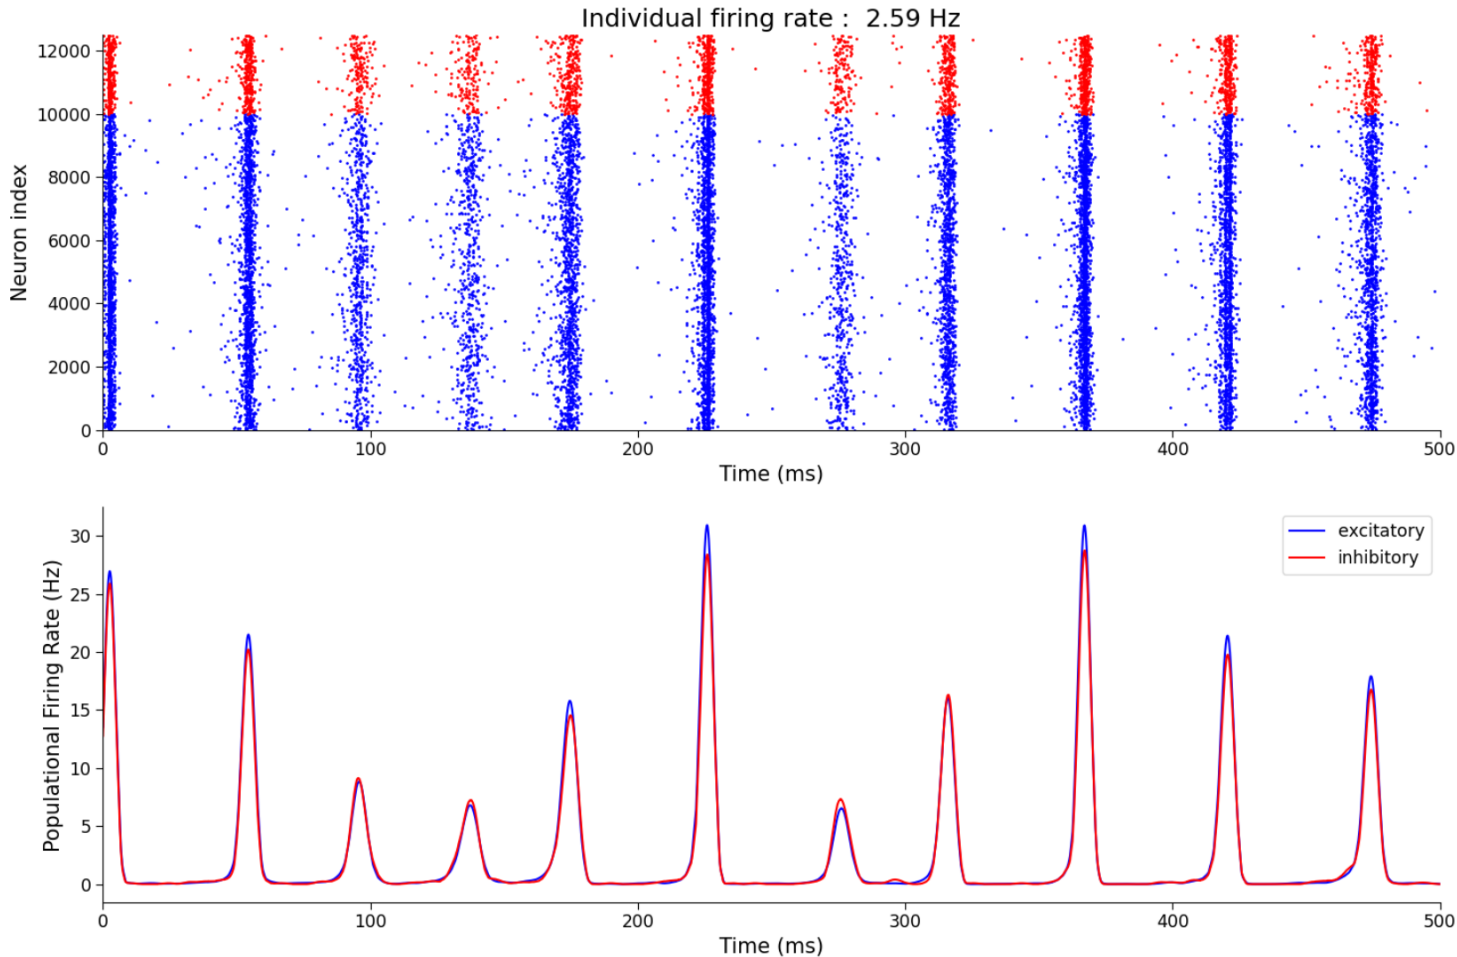 Individual firing rate :  2.59 Hz
12000
10000
8000
6000
4000
2000
0
Neuron index
0 100 200 300 400 500
Time (ms)
30
25
20
15
10
5
0
Populational Firing Rate (Hz)
excitatory
inhibitory
0 100 200 300 400 500
Time (ms)